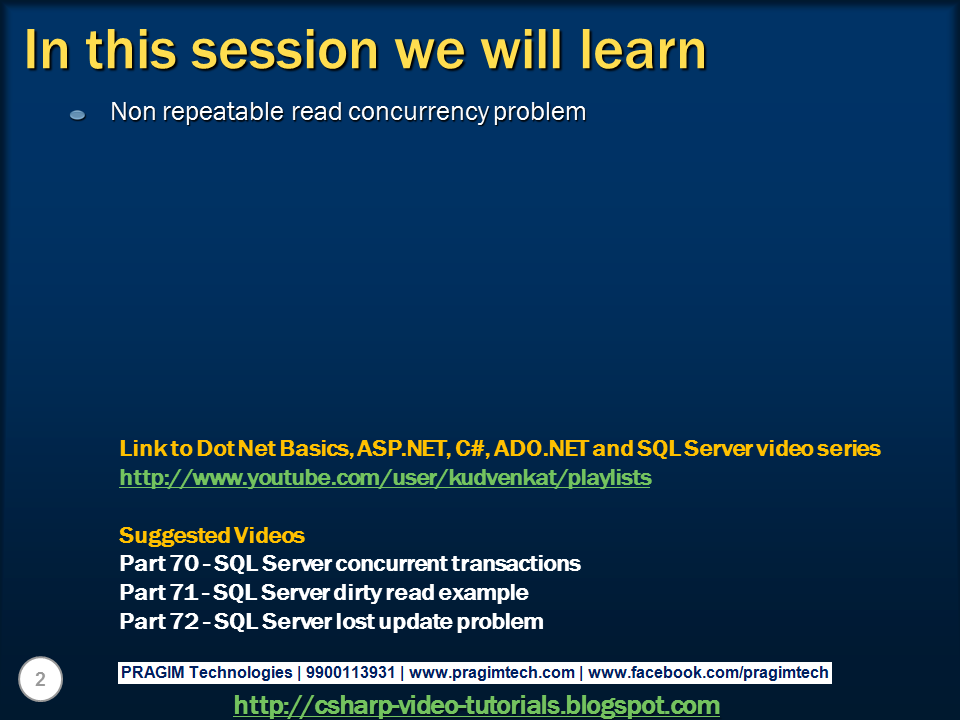 In this session we will learn
Non repeatable read concurrency problem
Link to Dot Net Basics, ASP.NET, C#, ADO.NET and SQL Server video series
http://www.youtube.com/user/kudvenkat/playlists
Suggested Videos
Part 70 - SQL Server concurrent transactions
Part 71 - SQL Server dirty read example
Part 72 - SQL Server lost update problem
2
PRAGIM Technologies | 9900113931 | www.pragimtech.com | www.facebook.com/pragimtech
http://csharp-video-tutorials.blogspot.com